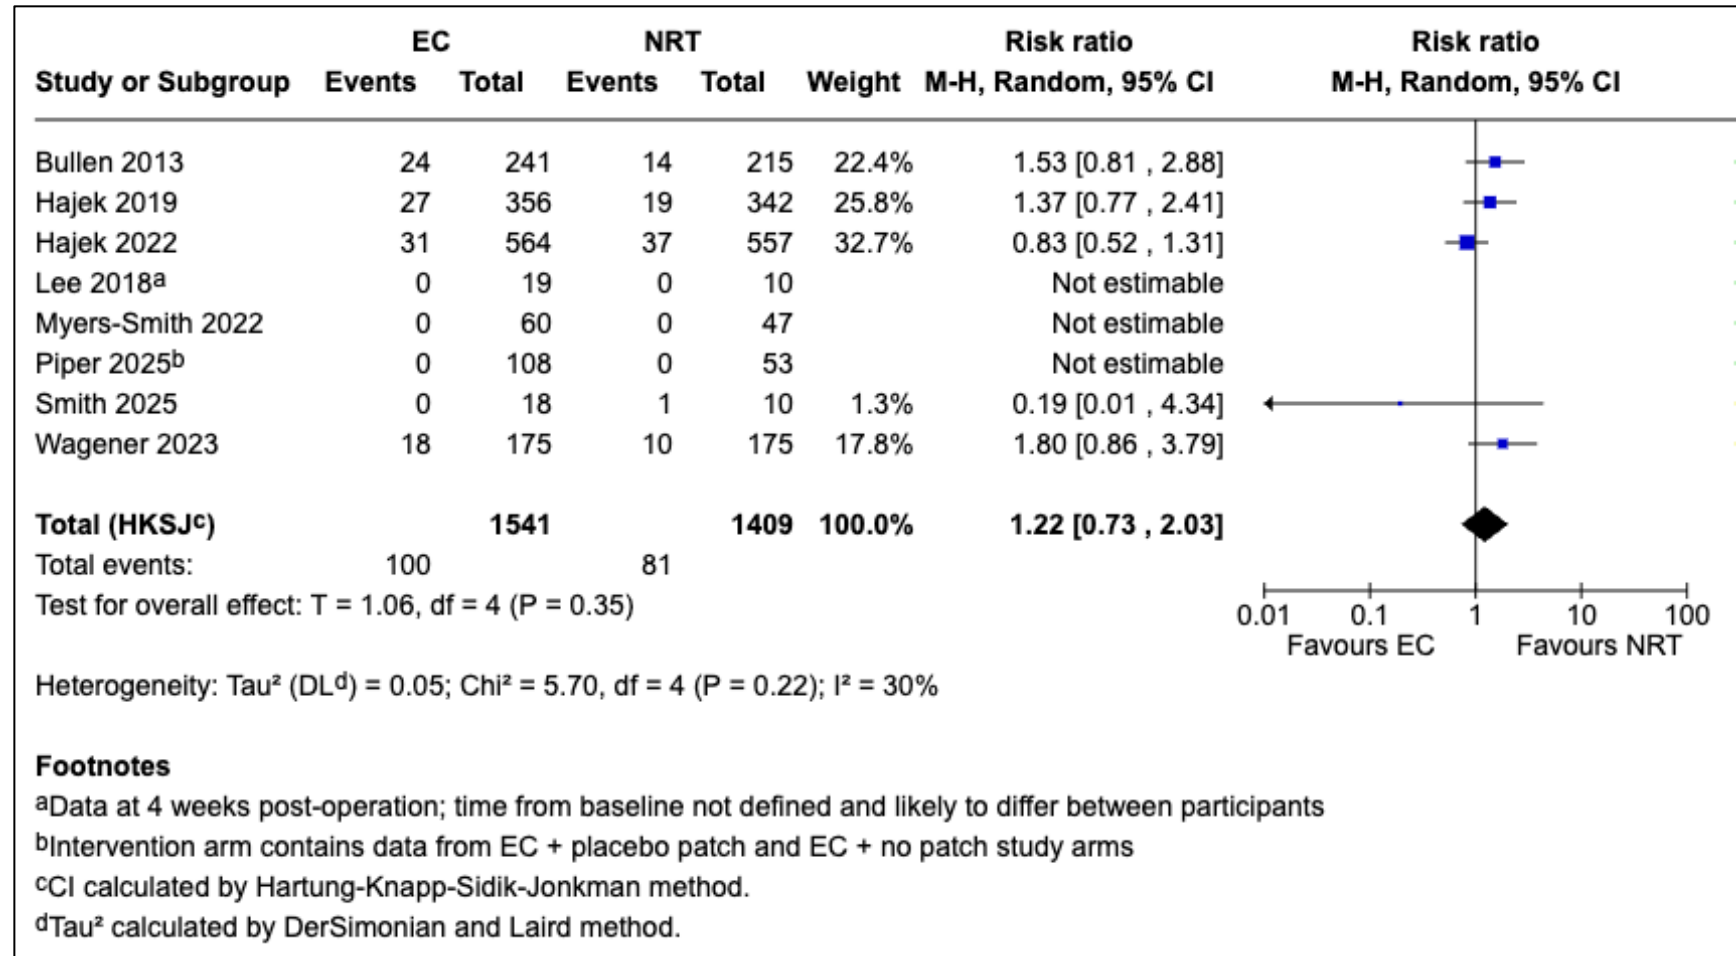 EC NRT Risk ratio Risk ratio
Study or Subgroup Events Total Events Total Weight M-H, Random, 95% CI M-H, Random, 95% CI
Bullen 2013 24 241 14 215 22.4% 1.53 [0.81 , 2.88]
Hajek 2019 27 356 19 342 25.8% 1.37 [0.77 , 2.41]
Hajek 2022 31 564 37 557 32.7% 0.83 [0.52 , 1.31]
Lee 2018a 0 19 0 10 Not estimable
Myers-Smith 2022 0 60 0 47 Not estimable
Piper 2025b 0 108 0 53 Not estimable
Smith 2025 0 18 1 10 1.3% 0.19 [0.01 , 4.34]
Wagener 2023 18 175 10 175 17.8% 1.80 [0.86 , 3.79]
Total (HKSJc) 1541 1409 100.0% 1.22 [0.73 , 2.03]
Total events: 100 81
Test for overall effect: T = 1.06, df = 4 (P = 0.35)
0.01 0.1 1 10 100
Favours EC Favours NRT
Heterogeneity: Tau² (DLd) = 0.05; Chi² = 5.70, df = 4 (P = 0.22); I² = 30%
Footnotes
aData at 4 weeks post-operation; time from baseline not defined and likely to differ between participants
bIntervention arm contains data from EC + placebo patch and EC + no patch study arms
cCI calculated by Hartung-Knapp-Sidik-Jonkman method.
dTau² calculated by DerSimonian and Laird method.